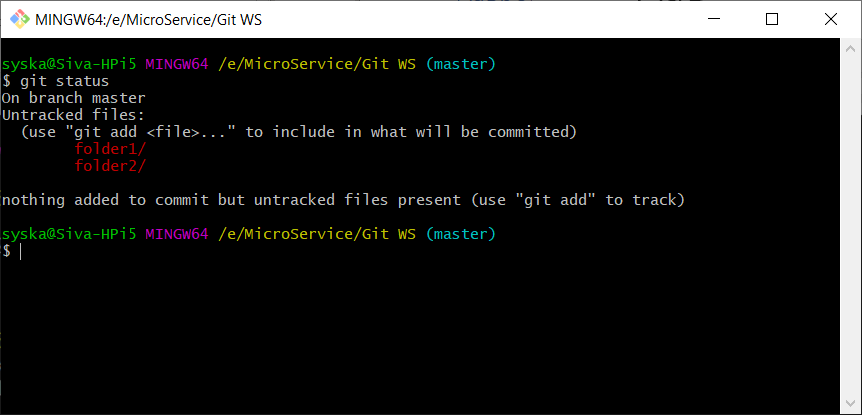 MINGW64:/e/MicroService/Git WS
syska@Siva-HPi5 MINGW64 /e/MicroService/Git WS (master)
$ git status
On branch master
Untracked files:
  (use "git add <file>..." to include in what will be committed)
        folder1/
        folder2/
nothing added to commit but untracked files present (use "git add" to track)
syska@Siva-HPi5 MINGW64 /e/MicroService/Git WS (master)
$